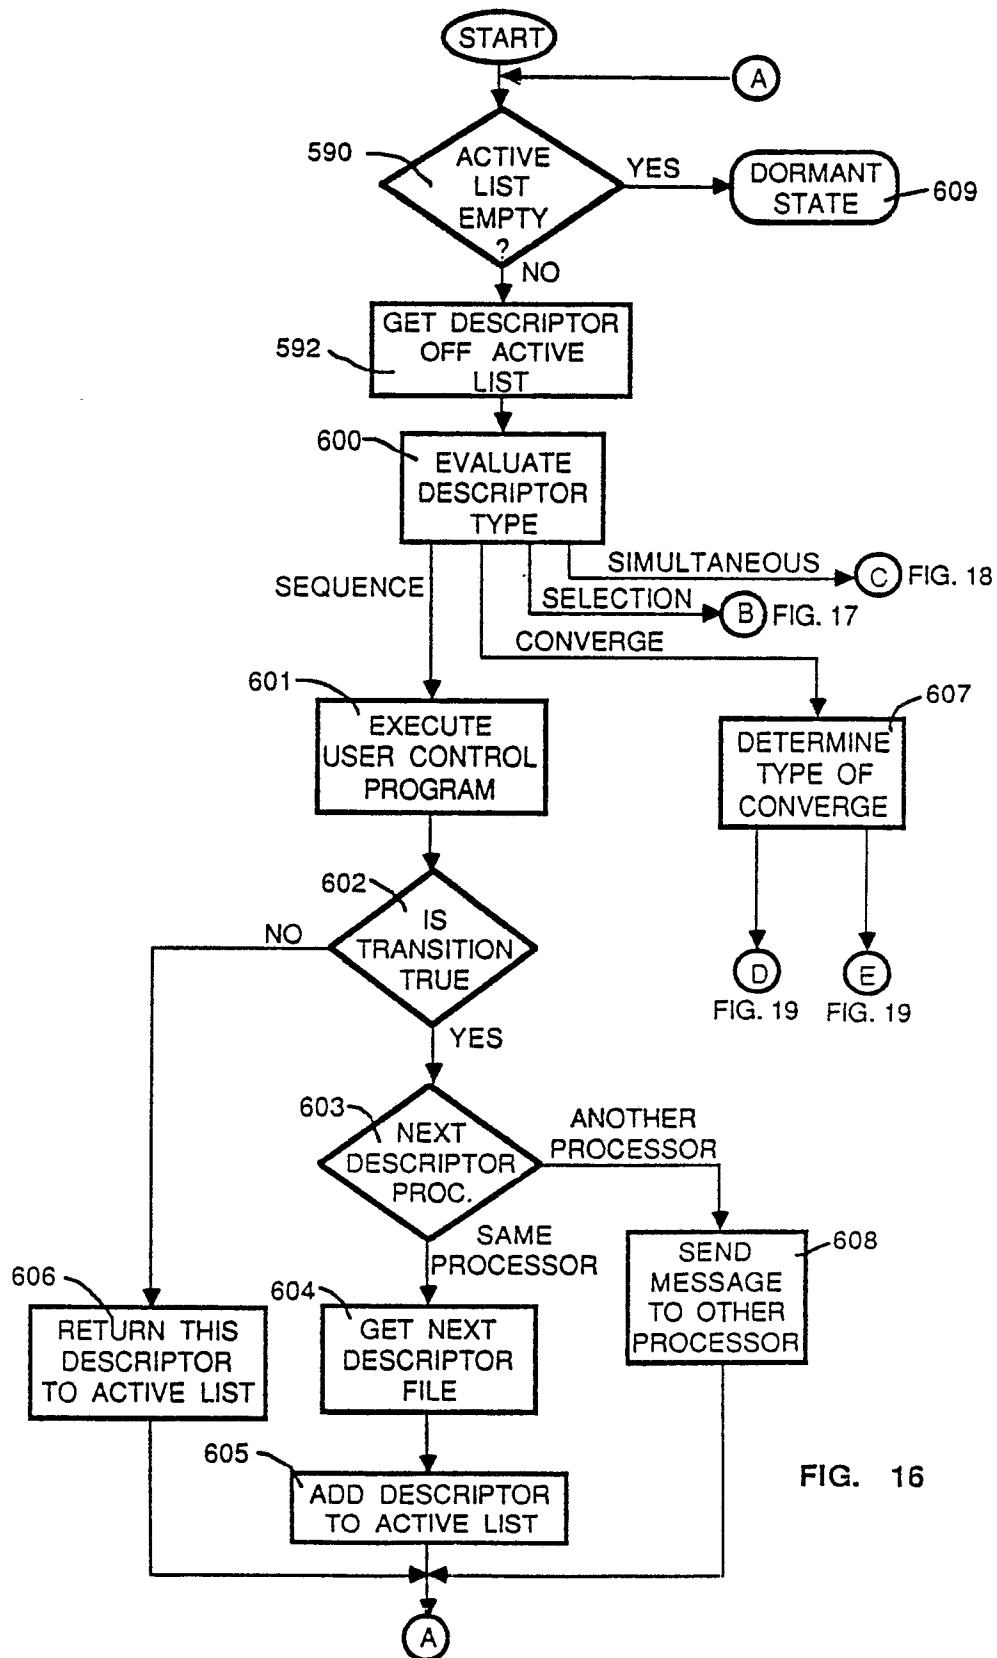 START
A
590
ACTIVE
LIST
EMPTY
?
YES
DORMANT
STATE
609
NO
592
GET DESCRIPTOR
OFF ACTIVE
LIST
600
EVALUATE
DESCRIPTOR
TYPE
SEQUENCE
SIMULTANEOUS
C
FIG. 18
SELECTION
B
FIG. 17
CONVERGE
601
EXECUTE
USER CONTROL
PROGRAM
607
DETERMINE
TYPE OF
CONVERGE
602
IS
TRANSITION
TRUE
NO
YES
D
FIG. 19
E
FIG. 19
603
NEXT
DESCRIPTOR
PROC.
ANOTHER
PROCESSOR
SAME
PROCESSOR
606
RETURN THIS
DESCRIPTOR
TO ACTIVE LIST
604
GET NEXT
DESCRIPTOR
FILE
608
SEND
MESSAGE
TO OTHER
PROCESSOR
605
ADD DESCRIPTOR
TO ACTIVE LIST
FIG. 16
A